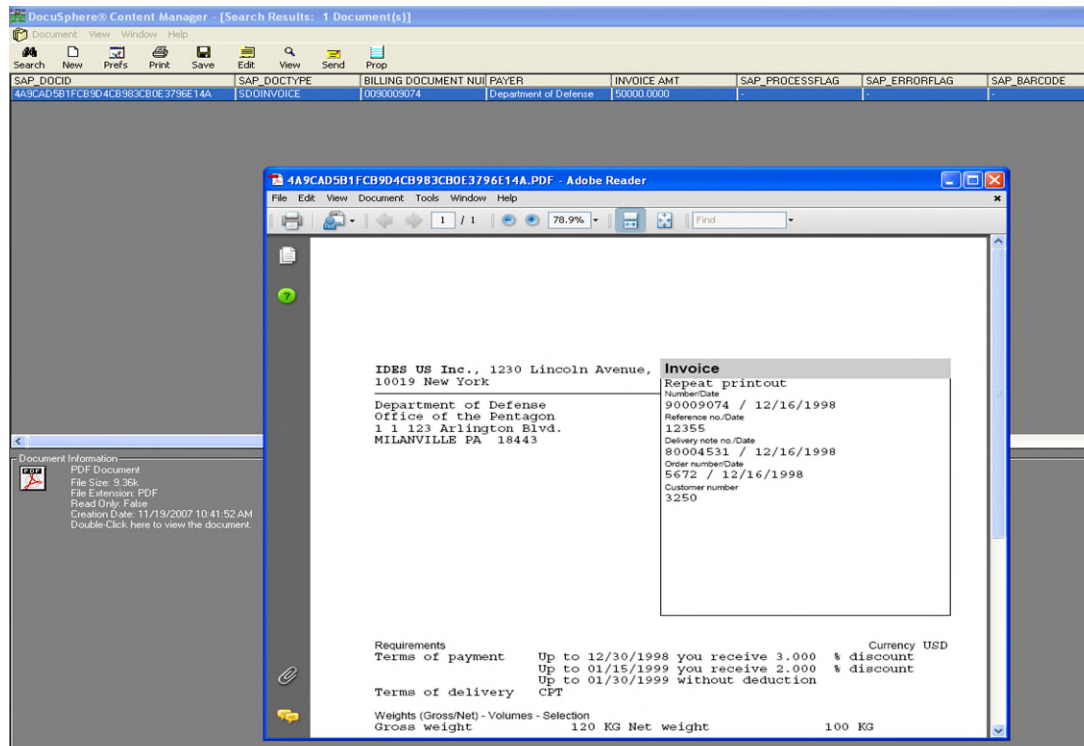 DocuSphere® Content Manager - [Search Results: 1 Document(s)]
Document View Window Help
Search New Prefs Print Save Edit View Send Prop
SAP_DOCID SAP_DOCTYPE BILLING DOCUMENT NUI PAYER INVOICE AMT SAP_PROCESSFLAG SAP_ERRORFLAG SAP_BARCODE
4A9CAD5B1FCB9D4CB983CB0E3796E14A SDOINVOICE 0090009074 Department of Defense 50000.0000 - - -
4A9CAD5B1FCB9D4CB983CB0E3796E14A.PDF - Adobe Reader
File Edit View Document Tools Window Help
1 / 1 78.9% Find
IDES US Inc., 1230 Lincoln Avenue,
10019 New York
Department of Defense
Office of the Pentagon
1 1 123 Arlington Blvd.
MILANVILLE PA 18443
Invoice
Repeat printout
Number/Date
90009074 / 12/16/1998
Reference no./Date
12355
Delivery note no./Date
80004531 / 12/16/1998
Order number/Date
5672 / 12/16/1998
Customer number
3250
Requirements Currency USD
Terms of payment Up to 12/30/1998 you receive 3.000 % discount
Up to 01/15/1999 you receive 2.000 % discount
Up to 01/30/1999 without deduction
Terms of delivery CPT
Weights (Gross/Net) - Volumes - Selection
Gross weight 120 KG Net weight 100 KG
Document Information
PDF
PDF Document
File Size: 9.36k
File Extension: PDF
Read Only: False
Creation Date: 11/19/2007 10:41:52 AM
Double-Click here to view the document.